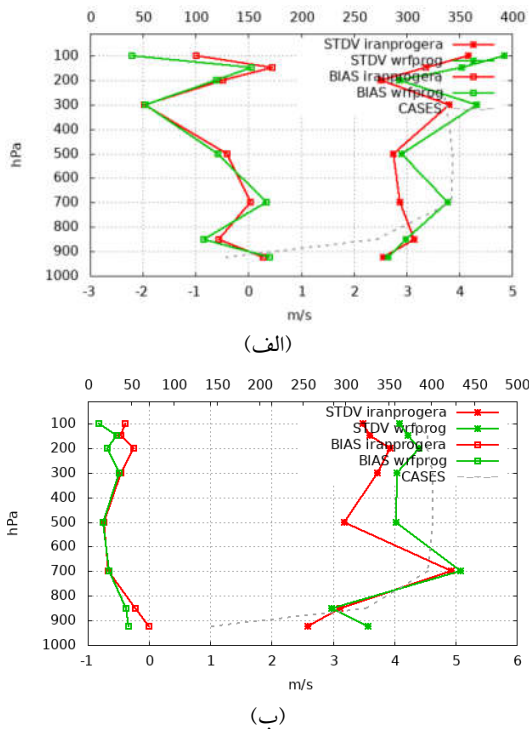 0 50 100 150 200 250 300 350 400
STDV iranprogera
STDV wrfprog
BIAS iranprogera
BIAS wrfprog
CASES
100
200
300
400
500
600
700
800
900
1000
hPa
-3 -2 -1 0 1 2 3 4 5
m/s
(الف)
0 50 100 150 200 250 300 350 400 450 500
STDV iranprogera
STDV wrfprog
BIAS iranprogera
BIAS wrfprog
CASES
100
200
300
400
500
600
700
800
900
1000
hPa
-1 0 1 2 3 4 5 6
m/s
(ب)